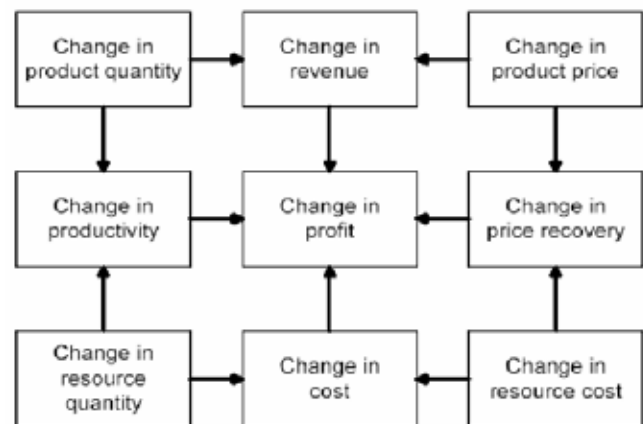 Change in
product quantity
Change in
revenue
Change in
product price
Change in
productivity
Change in
profit
Change in
price recovery
Change in
resource
quantity
Change in
cost
Change in
resource cost